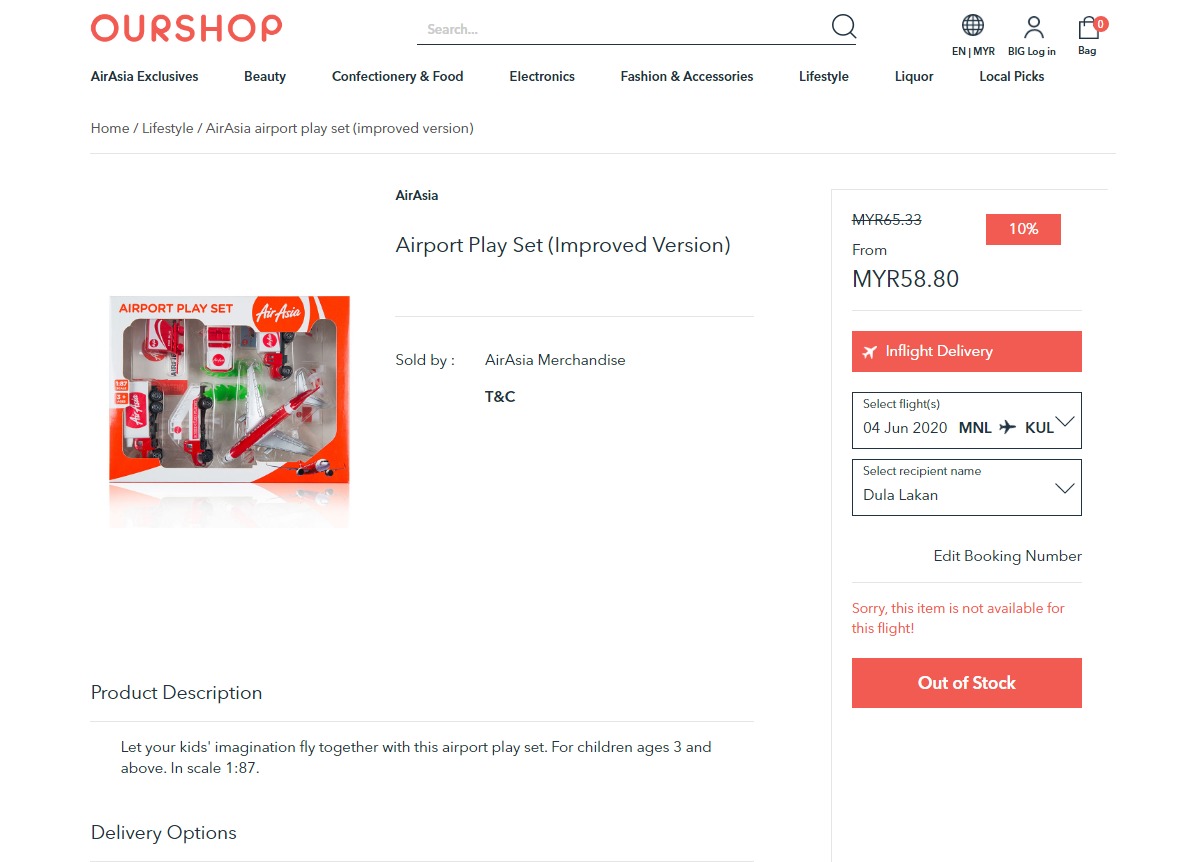 OURSHOP
Search...
0
EN | MYR
BIG Log in
Bag
AirAsia Exclusives
Beauty
Confectionery & Food
Electronics
Fashion & Accessories
Lifestyle
Liquor
Local Picks
Home / Lifestyle / AirAsia airport play set (improved version)
AirAsia
Airport Play Set (Improved Version)
AIRPORT PLAY SET
AirAsia
1:87
3+
AirAsia
Sold by :
AirAsia Merchandise
T&C
MYR65.33
10%
From
MYR58.80
Inflight Delivery
Select flight(s)
04 Jun 2020 MNL KUL
Select recipient name
Dula Lakan
Edit Booking Number
Sorry, this item is not available for
this flight!
Out of Stock
Product Description
Let your kids' imagination fly together with this airport play set. For children ages 3 and
above. In scale 1:87.
Delivery Options